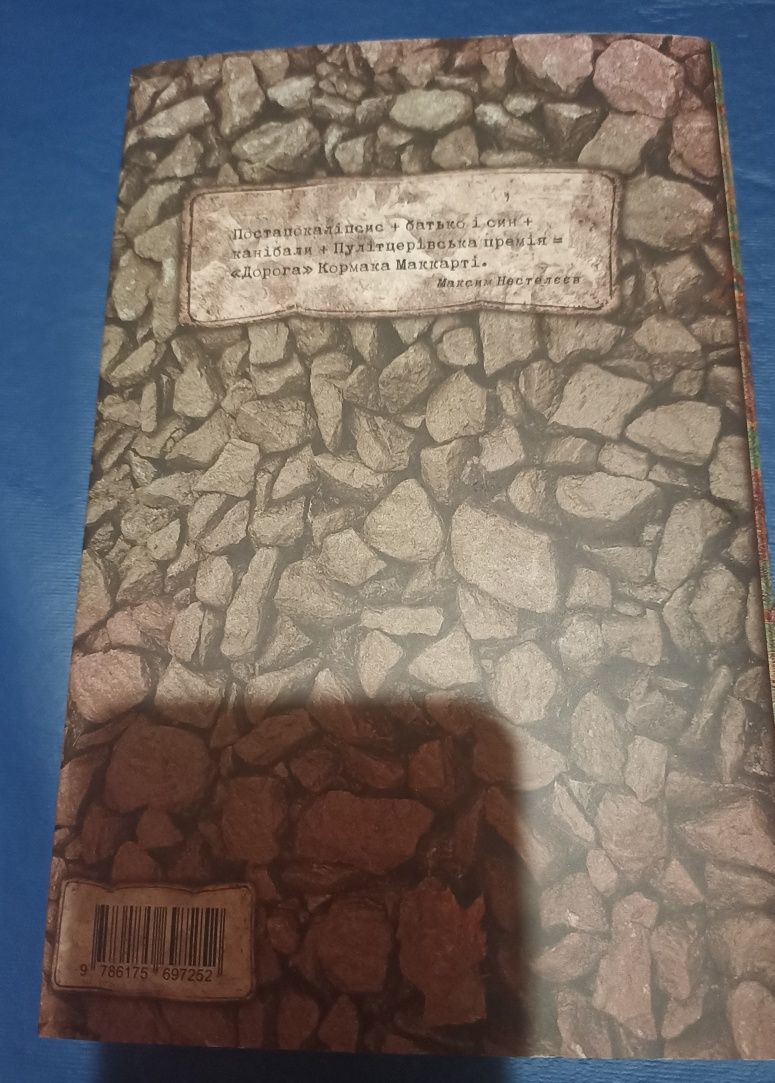 Постапокаліпсис + батько і син +
канібали + Пулітцерівська премія =
«Дорога» Кормака Маккарті.
Максим Нестелєєв
9 786175 697252